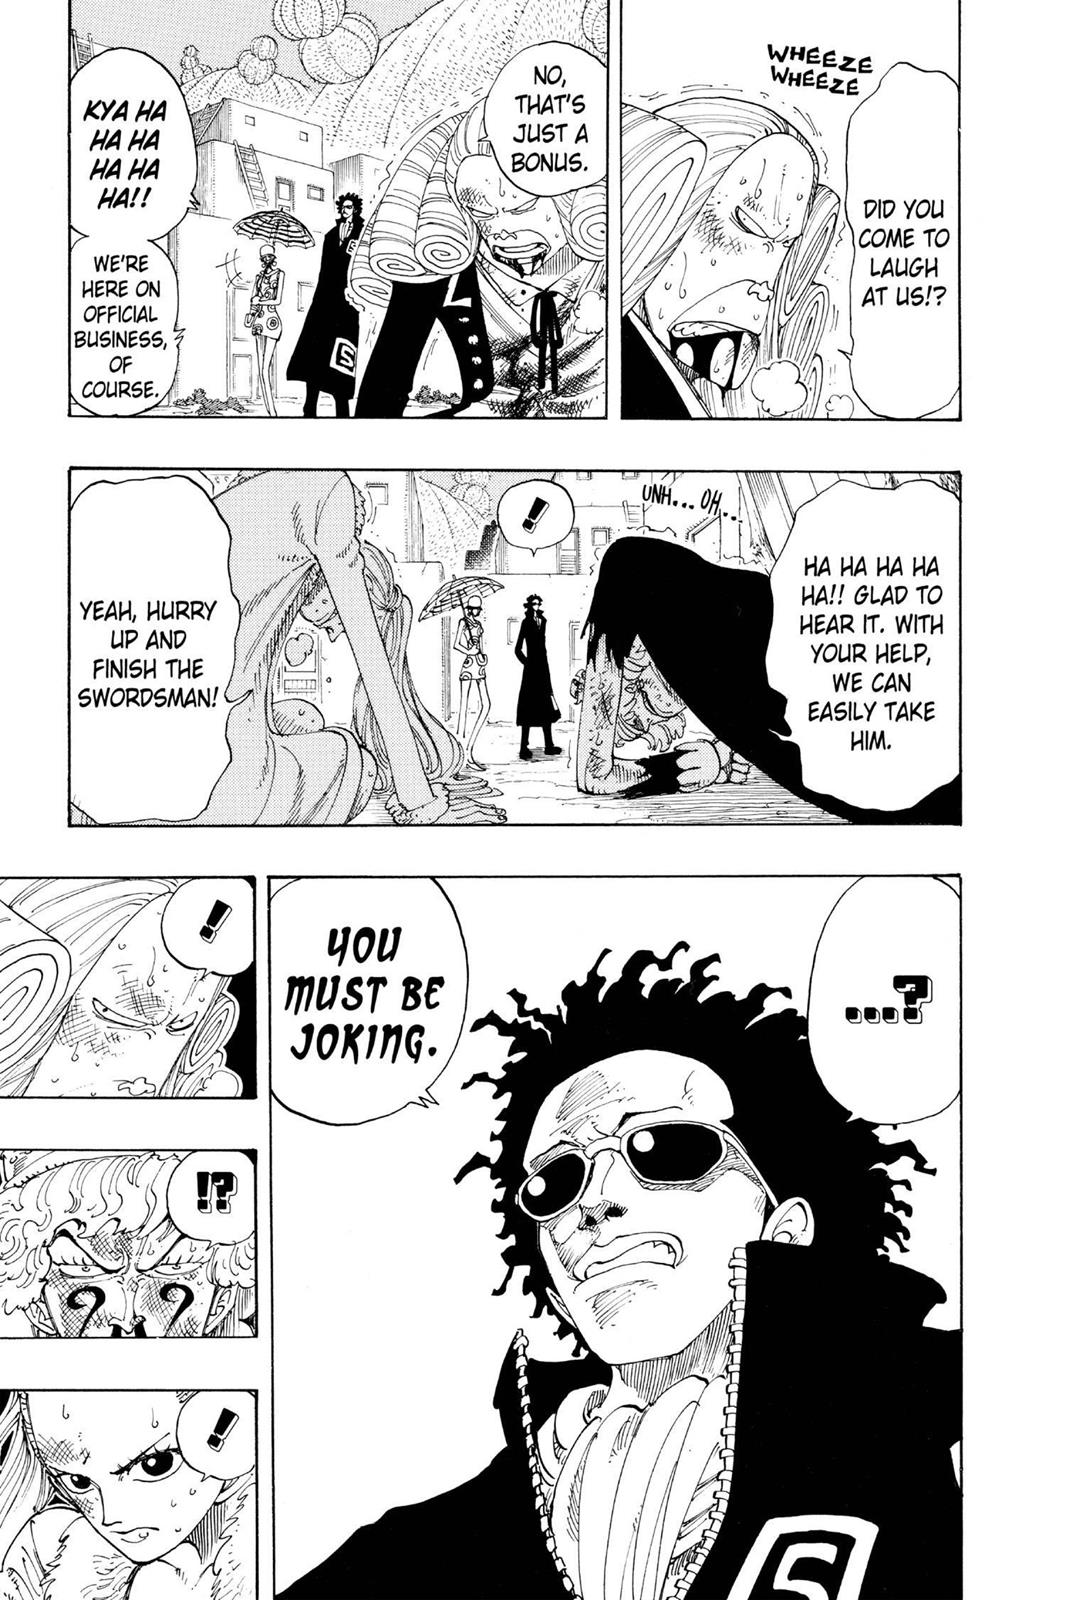 WHEEZE
WHEEZE
DID YOU
COME TO
LAUGH
AT US!?
NO,
THAT'S
JUST A
BONUS.
KYA HA
HA HA
HA HA
HA!!
WE'RE
HERE ON
OFFICIAL
BUSINESS,
OF
COURSE.
5
HA HA HA HA
HA!! GLAD TO
HEAR IT. WITH
YOUR HELP,
WE CAN
EASILY TAKE
HIM.
UNH... OH...
!
YEAH, HURRY
UP AND
FINISH THE
SWORDSMAN!
...?
YOU
MUST BE
JOKING.
5
!
!?
!